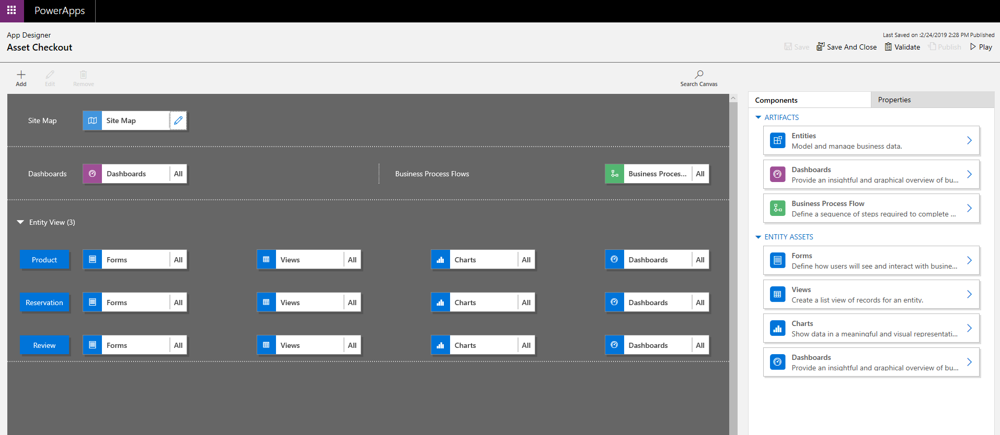 PowerApps
App Designer
Asset Checkout
Last Saved on :2/24/2019 2:28 PM Published
Save
Save And Close
Validate
Publish
Play
Add
Edit
Remove
Search Canvas
Site Map
Site Map
Dashboards
Dashboards
All
Business Process Flows
Business Proces...
All
Entity View (3)
Product
Forms
All
Views
All
Charts
All
Dashboards
All
Reservation
Forms
All
Views
All
Charts
All
Dashboards
All
Review
Forms
All
Views
All
Charts
All
Dashboards
All
Components
Properties
ARTIFACTS
Entities
Model and manage business data.
Dashboards
Provide an insightful and graphical overview of bu...
Business Process Flow
Define a sequence of steps required to complete ...
ENTITY ASSETS
Forms
Define how users will see and interact with busine...
Views
Create a list view of records for an entity.
Charts
Show data in a meaningful and visual representati...
Dashboards
Provide an insightful and graphical overview of bu...